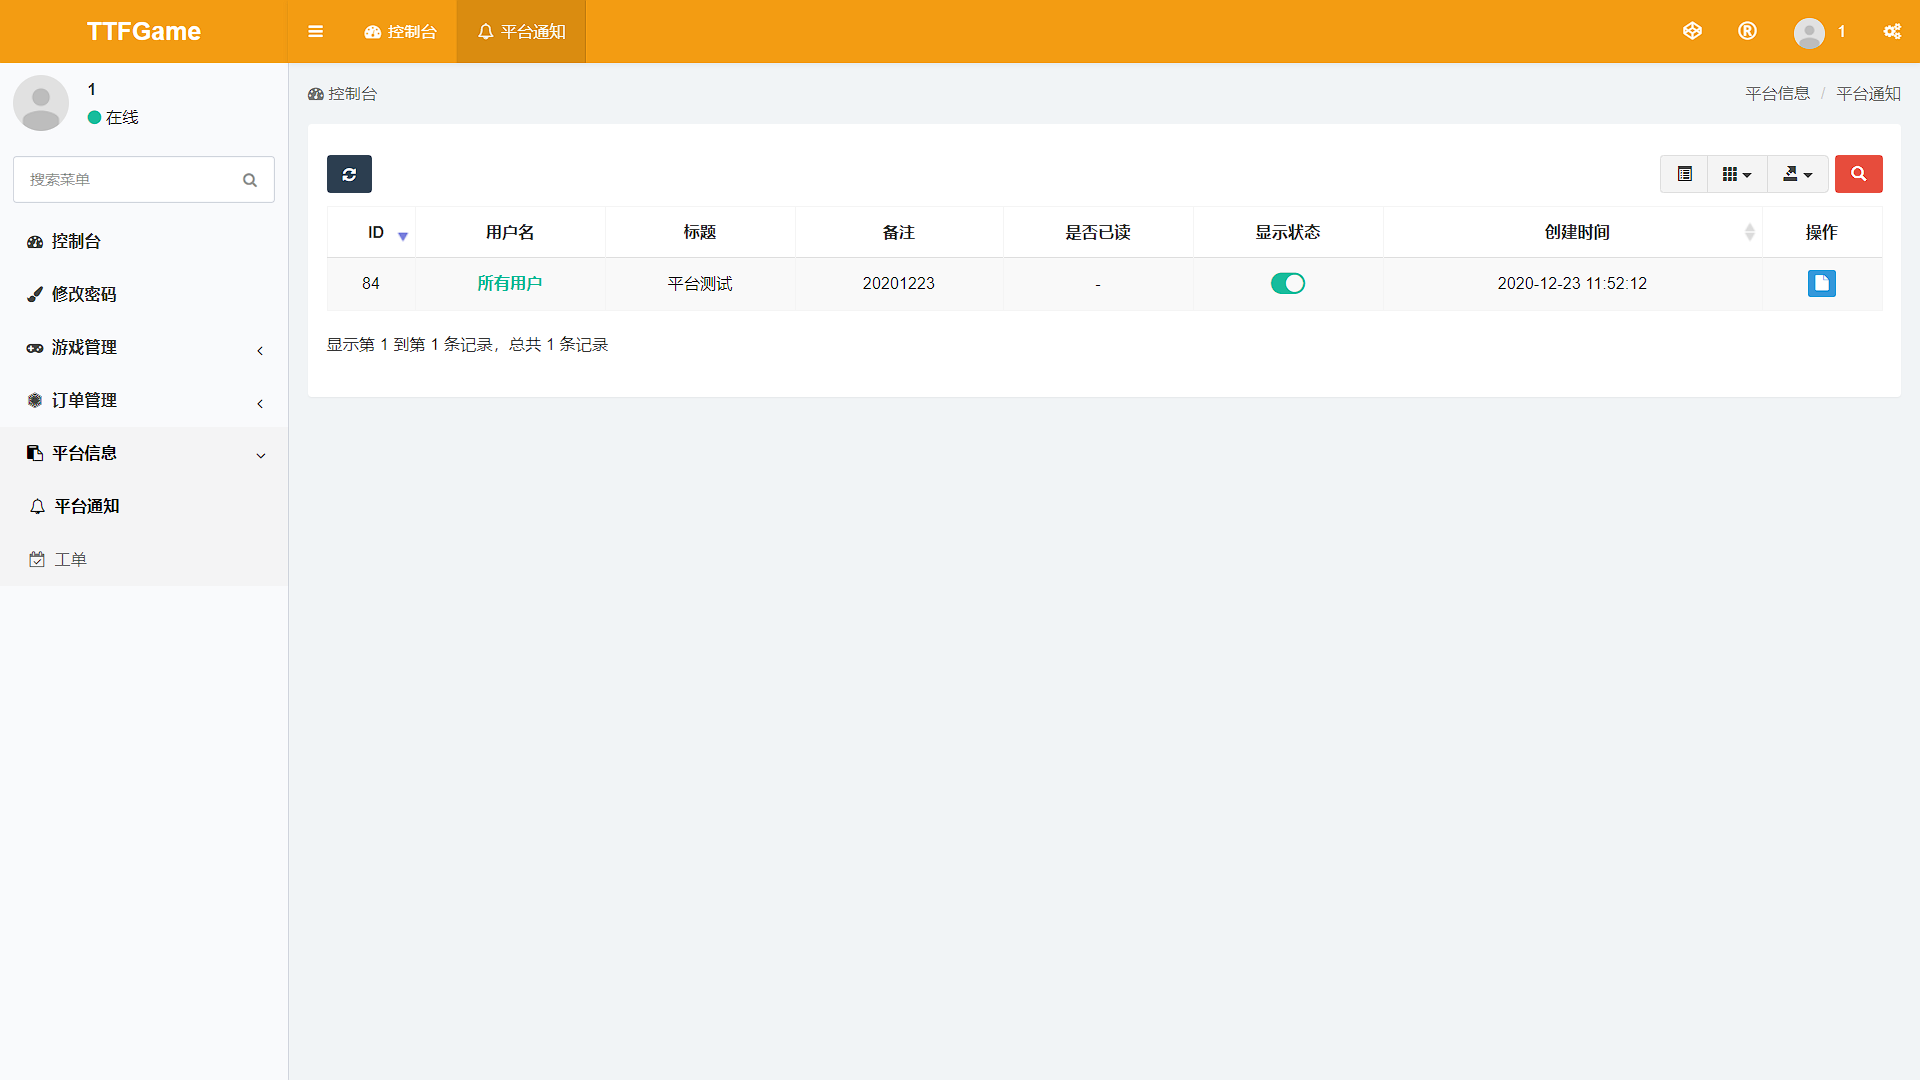 TTFGame
控制台
平台通知
1
1
在线
搜索菜单
控制台
修改密码
游戏管理
订单管理
平台信息
平台通知
工单
控制台
平台信息 / 平台通知
ID 用户名 标题 备注 是否已读 显示状态 创建时间 操作
84 所有用户 平台测试 20201223 - 2020-12-23 11:52:12
显示第 1 到第 1 条记录，总共 1 条记录